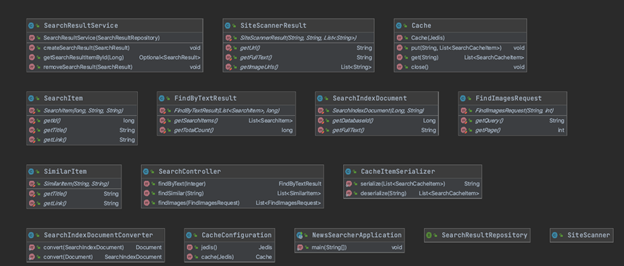 SearchResultService
SearchResultService(SearchResultRepository)
createSearchResult(SearchResult) void
getSearchResultItemById(Long) Optional<SearchResult>
removeSearchResult(SearchResult) void
SiteScannerResult
SiteScannerResult(String, String, List<String>)
getUrl() String
getFullText() String
getImageUrls() List<String>
Cache
Cache(Jedis)
put(String, List<SearchCacheItem>) void
get(String) List<SearchCacheItem>
close() void
SearchItem
SearchItem(long, String, String)
getId() long
getTitle() String
getLink() String
FindByTextResult
FindByTextResult(List<SearchItem>, long)
getSearchItems() List<SearchItem>
getTotalCount() long
SearchIndexDocument
SearchIndexDocument(Long, String)
getDatabaseId() Long
getFullText() String
FindImagesRequest
FindImagesRequest(String, int)
getQuery() String
getPage() int
SimilarItem
SimilarItem(String, String)
getTitle() String
getLink() String
SearchController
findByText(Integer) FindByTextResult
findSimilar(String) List<SimilarItem>
findImages(FindImagesRequest) List<FindImagesResult>
CacheItemSerializer
serialize(List<SearchCacheItem>) String
deserialize(String) List<SearchCacheItem>
SearchIndexDocumentConverter
convert(SearchIndexDocument) Document
convert(Document) SearchIndexDocument
CacheConfiguration
jedis() Jedis
cache(Jedis) Cache
NewsSearcherApplication
main(String[]) void
SearchResultRepository
SiteScanner